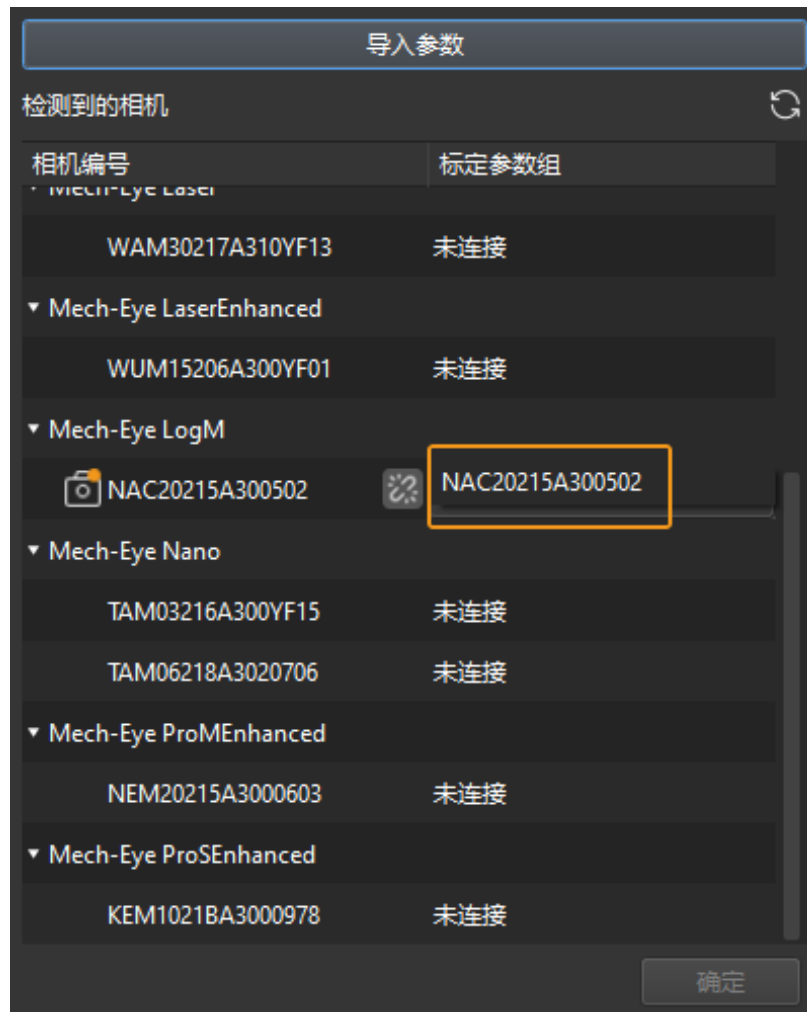 导入参数
检测到的相机
相机编号 标定参数组
Mech-Eye Laser
WAM30217A310YF13 未连接
Mech-Eye LaserEnhanced
WUM15206A300YF01 未连接
Mech-Eye LogM
NAC20215A300502 NAC20215A300502
Mech-Eye Nano
TAM03216A300YF15 未连接
TAM06218A3020706 未连接
Mech-Eye ProMEnhanced
NEM20215A3000603 未连接
Mech-Eye ProSEnhanced
KEM1021BA3000978 未连接
确定